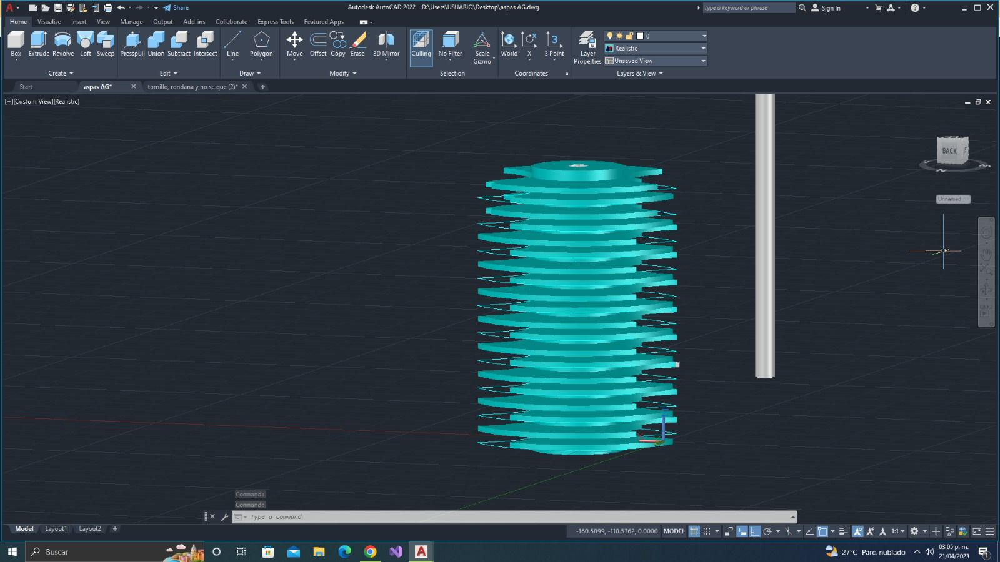 Share
Autodesk AutoCAD 2022 D:\Users\USUARIO\Desktop\aspas AG.dwg
Type a keyword or phrase
Sign In
Home Visualize Insert View Manage Output Add-ins Collaborate Express Tools Featured Apps
Box Extrude Revolve Loft Sweep Presspull Union Subtract Intersect Line Polygon Move Offset Copy Erase 3D Mirror Culling No Filter Scale Gizmo World X 3 Point Layer Properties
0
Realistic
Unsaved View
Create Edit Draw Modify Selection Coordinates Layers & View
Start aspas AG* tornillo, rondana y no se que (2)*
[−][Custom View][Realistic]
BACK
Unnamed
Command:
Command:
Type a command
Model Layout1 Layout2
-160.5099, -110.5762, 0.0000 MODEL 1:1
Buscar
27°C Parc. nublado
03:05 p. m.
21/04/2023
1